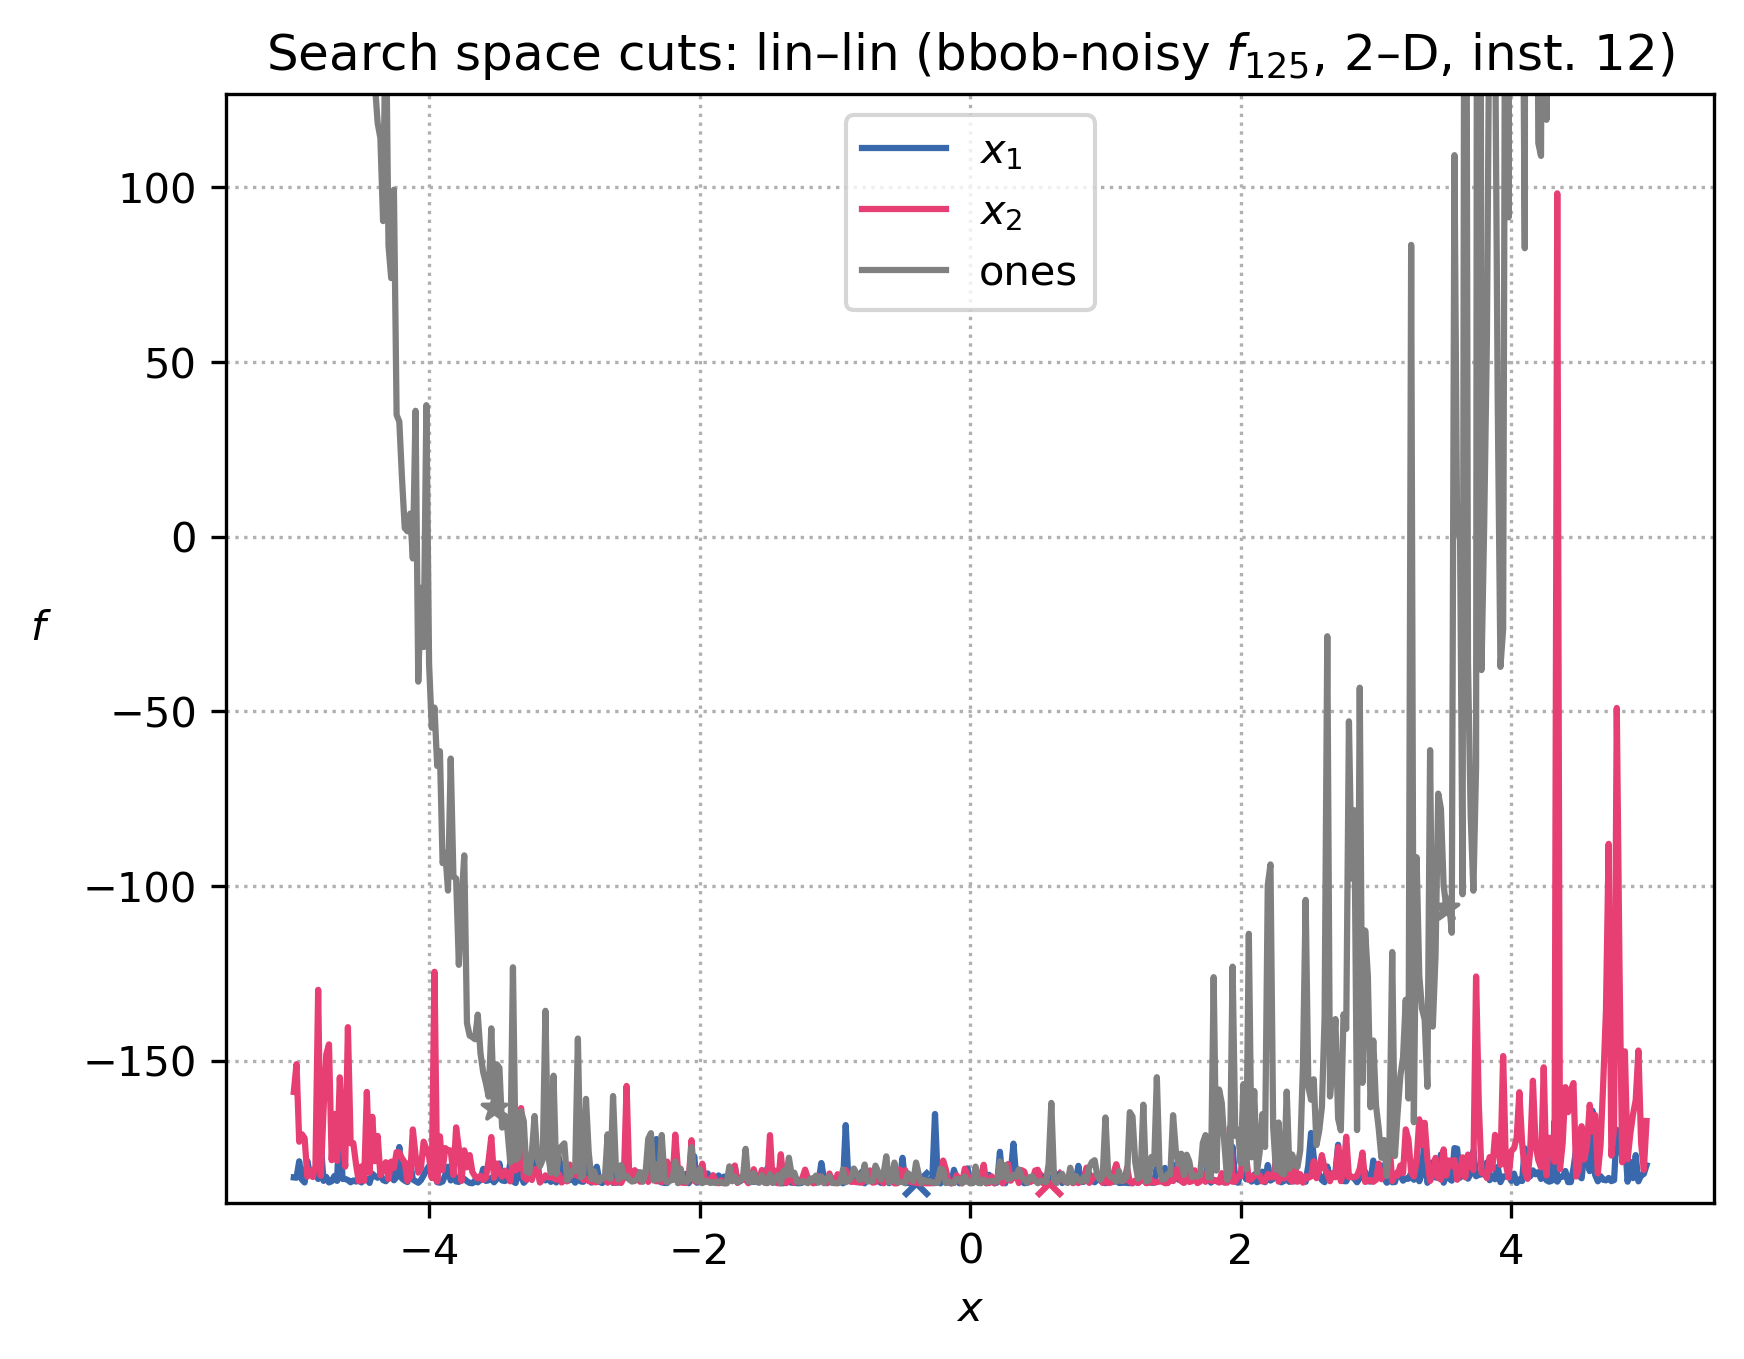 Search space cuts: lin–lin (bbob-noisy f₁₂₅, 2–D, inst. 12)
x₁
x₂
ones
100
50
0
−50
−100
−150
f
−4
−2
0
2
4
x